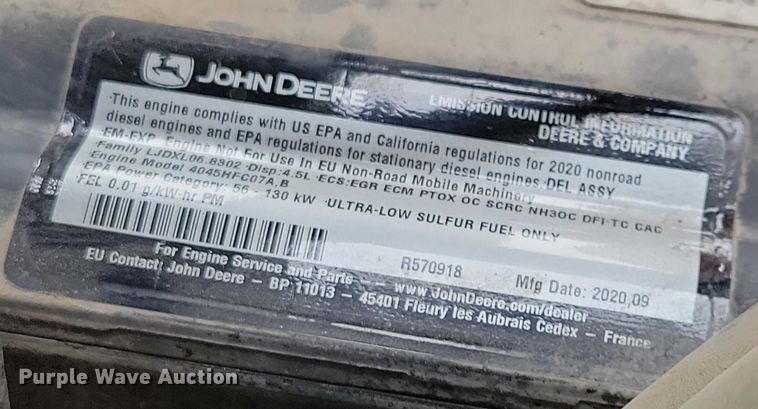 JOHN DEERE
EMISSION CONTROL INFORMATION
DEERE & COMPANY
·This engine complies with US EPA and California regulations for 2020 nonroad
diesel engines and EPA regulations for stationary diesel engines·DEL ASSY
·EM-EXP ·Engine Not For Use In EU Non-Road Mobile Machinery
Family LJDXL06.8302 ·Disp:4.5L ·ECS:EGR ECM PTOX OC SCRC NH3OC DFI·TC CAC
Engine Model 4045HFC07A,B
EPA Power Category: 56 - 130 kW ·ULTRA-LOW SULFUR FUEL ONLY
FEL 0.01 g/kW-hr PM
R570918
Mfg Date: 2020,09
For Engine Service and Parts - www.JohnDeere.com/dealer
EU Contact: John Deere - BP 11013 - 45401 Fleury les Aubrais Cedex - France
Purple Wave Auction